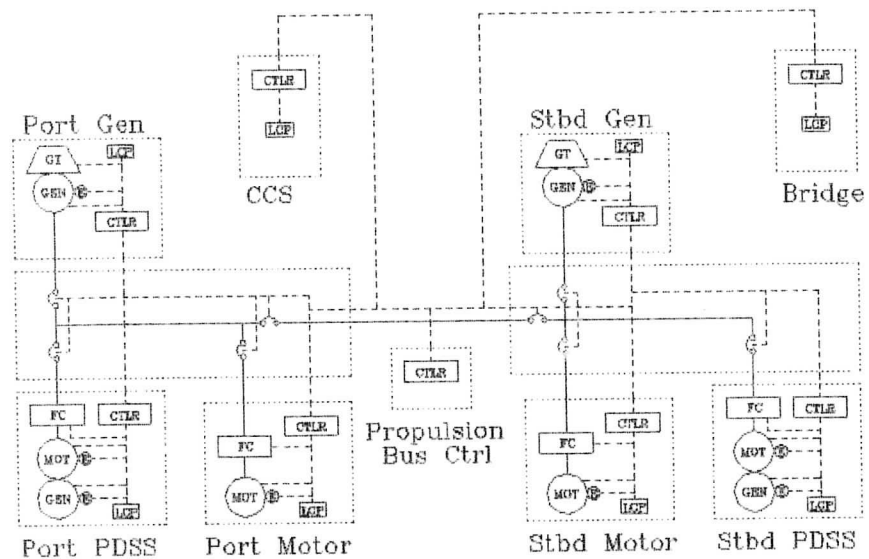 CTLR
LCP
CCS
CTLR
LCP
Bridge
Port Gen
GT
LCP
GEN
E
CTLR
Stbd Gen
GT
LCP
GEN
E
CTLR
CTLR
Propulsion
Bus Ctrl
FC
CTLR
MOT
E
GEN
E
LCP
Port PDSS
CTLR
FC
MOT
E
LCP
Port Motor
CTLR
FC
MOT
E
LCP
Stbd Motor
FC
CTLR
MOT
E
GEN
E
LCP
Stbd PDSS